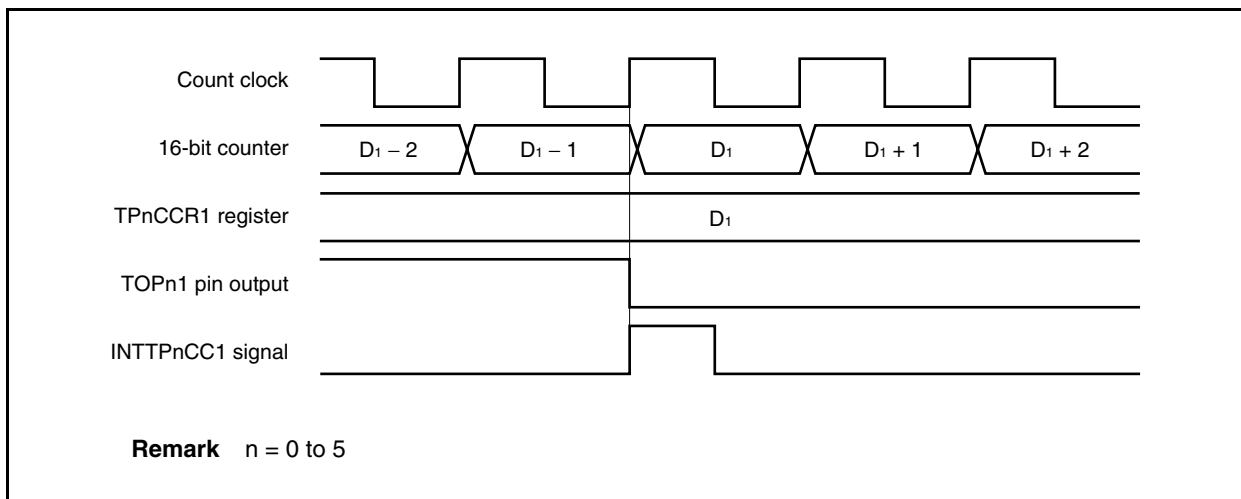 Count clock
16-bit counter D₁ − 2 D₁ − 1 D₁ D₁ + 1 D₁ + 2
TPnCCR1 register D₁
TOPn1 pin output
INTTPnCC1 signal
Remark n = 0 to 5